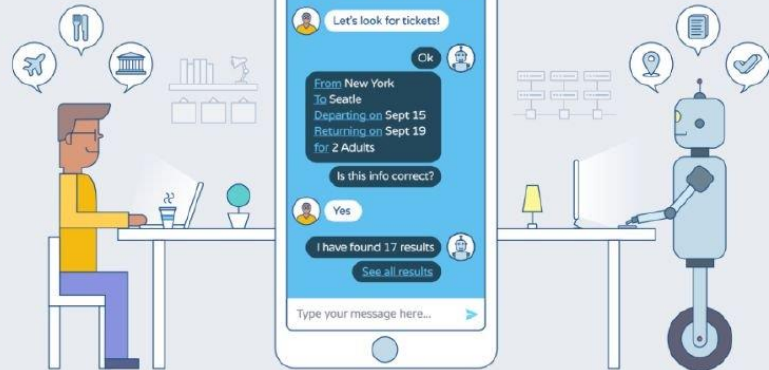 Let's look for tickets!
Ok
From New York
To Seatle
Departing on Sept 15
Returning on Sept 19
for 2 Adults
Is this info correct?
Yes
I have found 17 results
See all results
Type your message here...